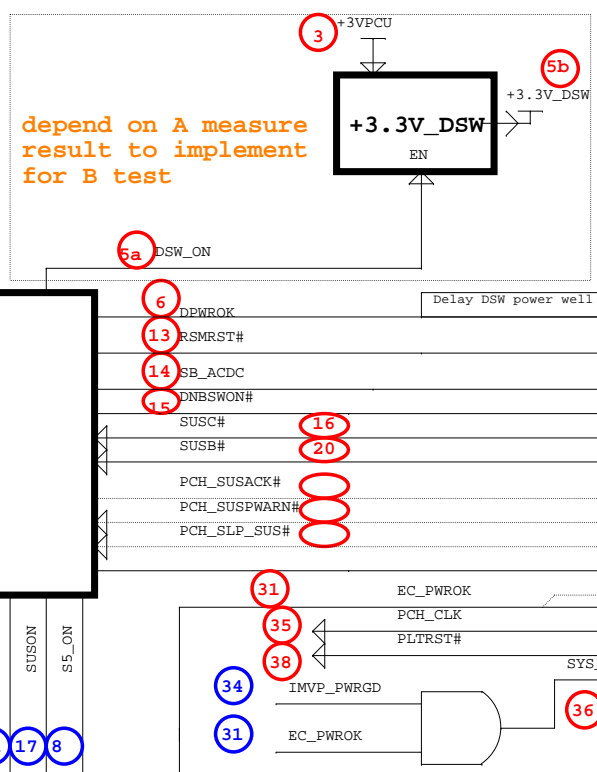 3
+3VPCU
5b
+3.3V_DSW
depend on A measure
result to implement
for B test
+3.3V_DSW
EN
5a
DSW_ON
6
DPWROK
Delay DSW power well
13
RSMRST#
14
SB_ACDC
15
DNBSWON#
SUSC#
16
SUSB#
20
PCH_SUSACK#
PCH_SUSPWARN#
PCH_SLP_SUS#
31
EC_PWROK
35
PCH_CLK
38
PLTRST#
SYS_
34
IMVP_PWRGD
36
31
EC_PWROK
SUSON
S5_ON
17
8